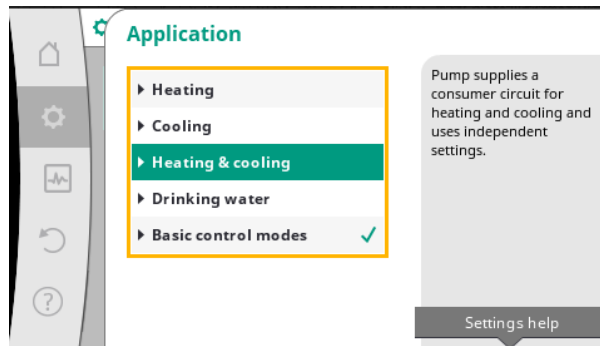 Application
Heating
Cooling
Heating & cooling
Drinking water
Basic control modes
Pump supplies a
consumer circuit for
heating and cooling and
uses independent
settings.
Settings help
?